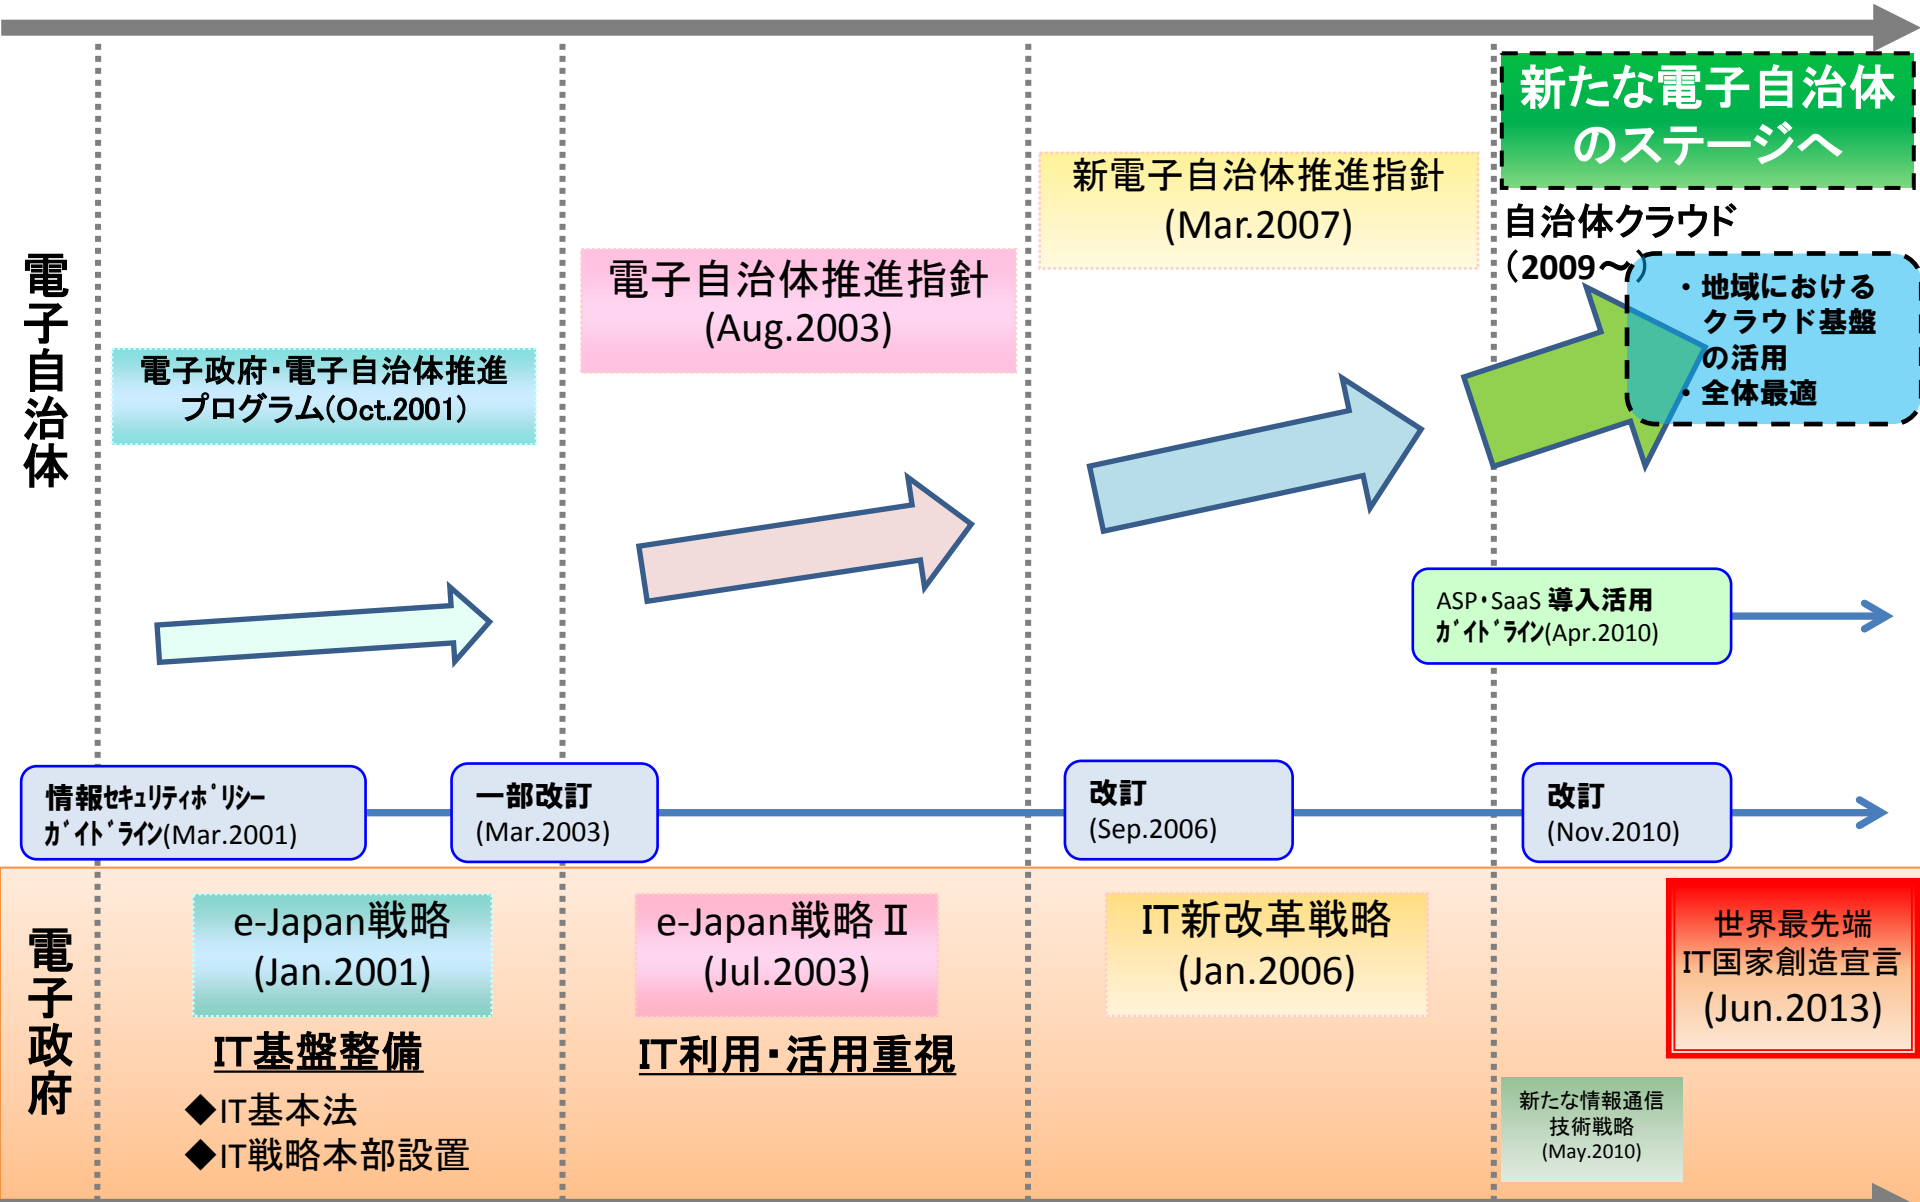 新たな電子自治体
のステージへ
新電子自治体推進指針
(Mar.2007)
自治体クラウド
（2009～）
・地域における
クラウド基盤
の活用
・全体最適
電子自治体
電子自治体推進指針
(Aug.2003)
電子政府・電子自治体推進
プログラム(Oct.2001)
ASP・SaaS 導入活用
ｶﾞｲﾄﾞﾗｲﾝ(Apr.2010)
情報ｾｷｭﾘﾃｨﾎﾟﾘｼｰ
ｶﾞｲﾄﾞﾗｲﾝ(Mar.2001)
一部改訂
(Mar.2003)
改訂
(Sep.2006)
改訂
(Nov.2010)
電子政府
e-Japan戦略
(Jan.2001)
IT基盤整備
◆IT基本法
◆IT戦略本部設置
e-Japan戦略Ⅱ
(Jul.2003)
IT利用・活用重視
IT新改革戦略
(Jan.2006)
世界最先端
IT国家創造宣言
(Jun.2013)
新たな情報通信
技術戦略
(May.2010)